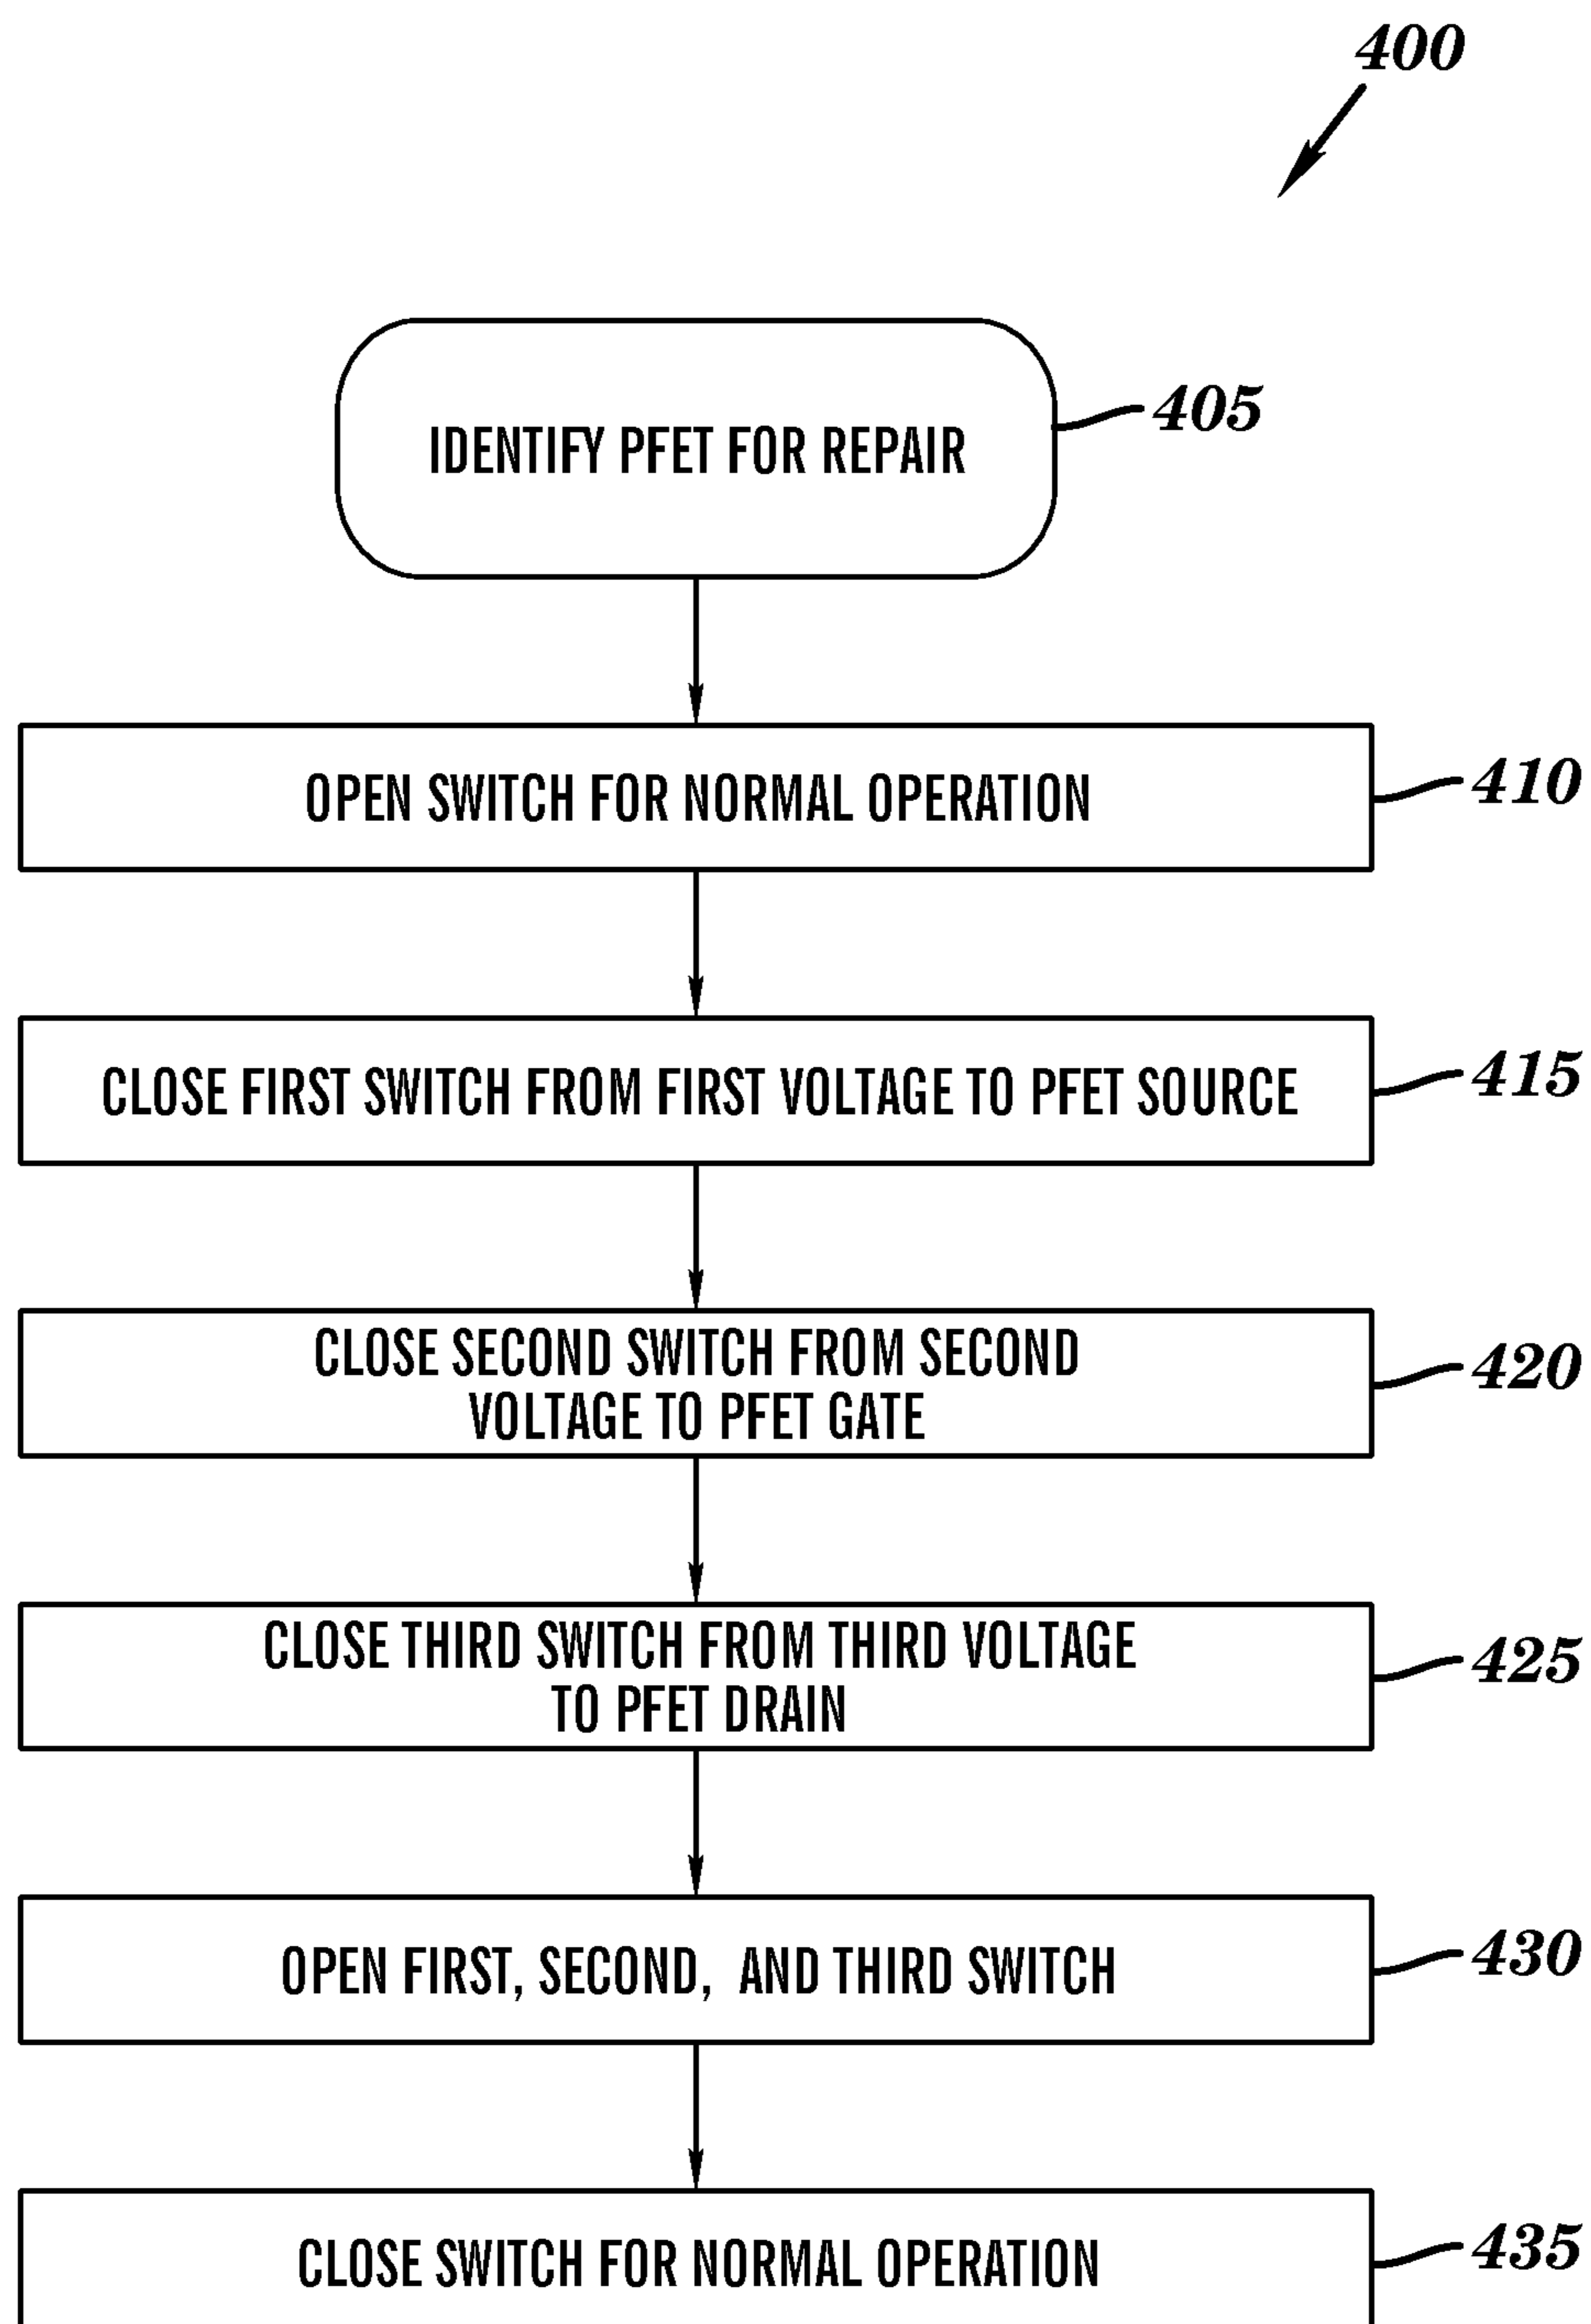 400
IDENTIFY PFET FOR REPAIR
405
OPEN SWITCH FOR NORMAL OPERATION
410
CLOSE FIRST SWITCH FROM FIRST VOLTAGE TO PFET SOURCE
415
CLOSE SECOND SWITCH FROM SECOND
VOLTAGE TO PFET GATE
420
CLOSE THIRD SWITCH FROM THIRD VOLTAGE
TO PFET DRAIN
425
OPEN FIRST, SECOND, AND THIRD SWITCH
430
CLOSE SWITCH FOR NORMAL OPERATION
435